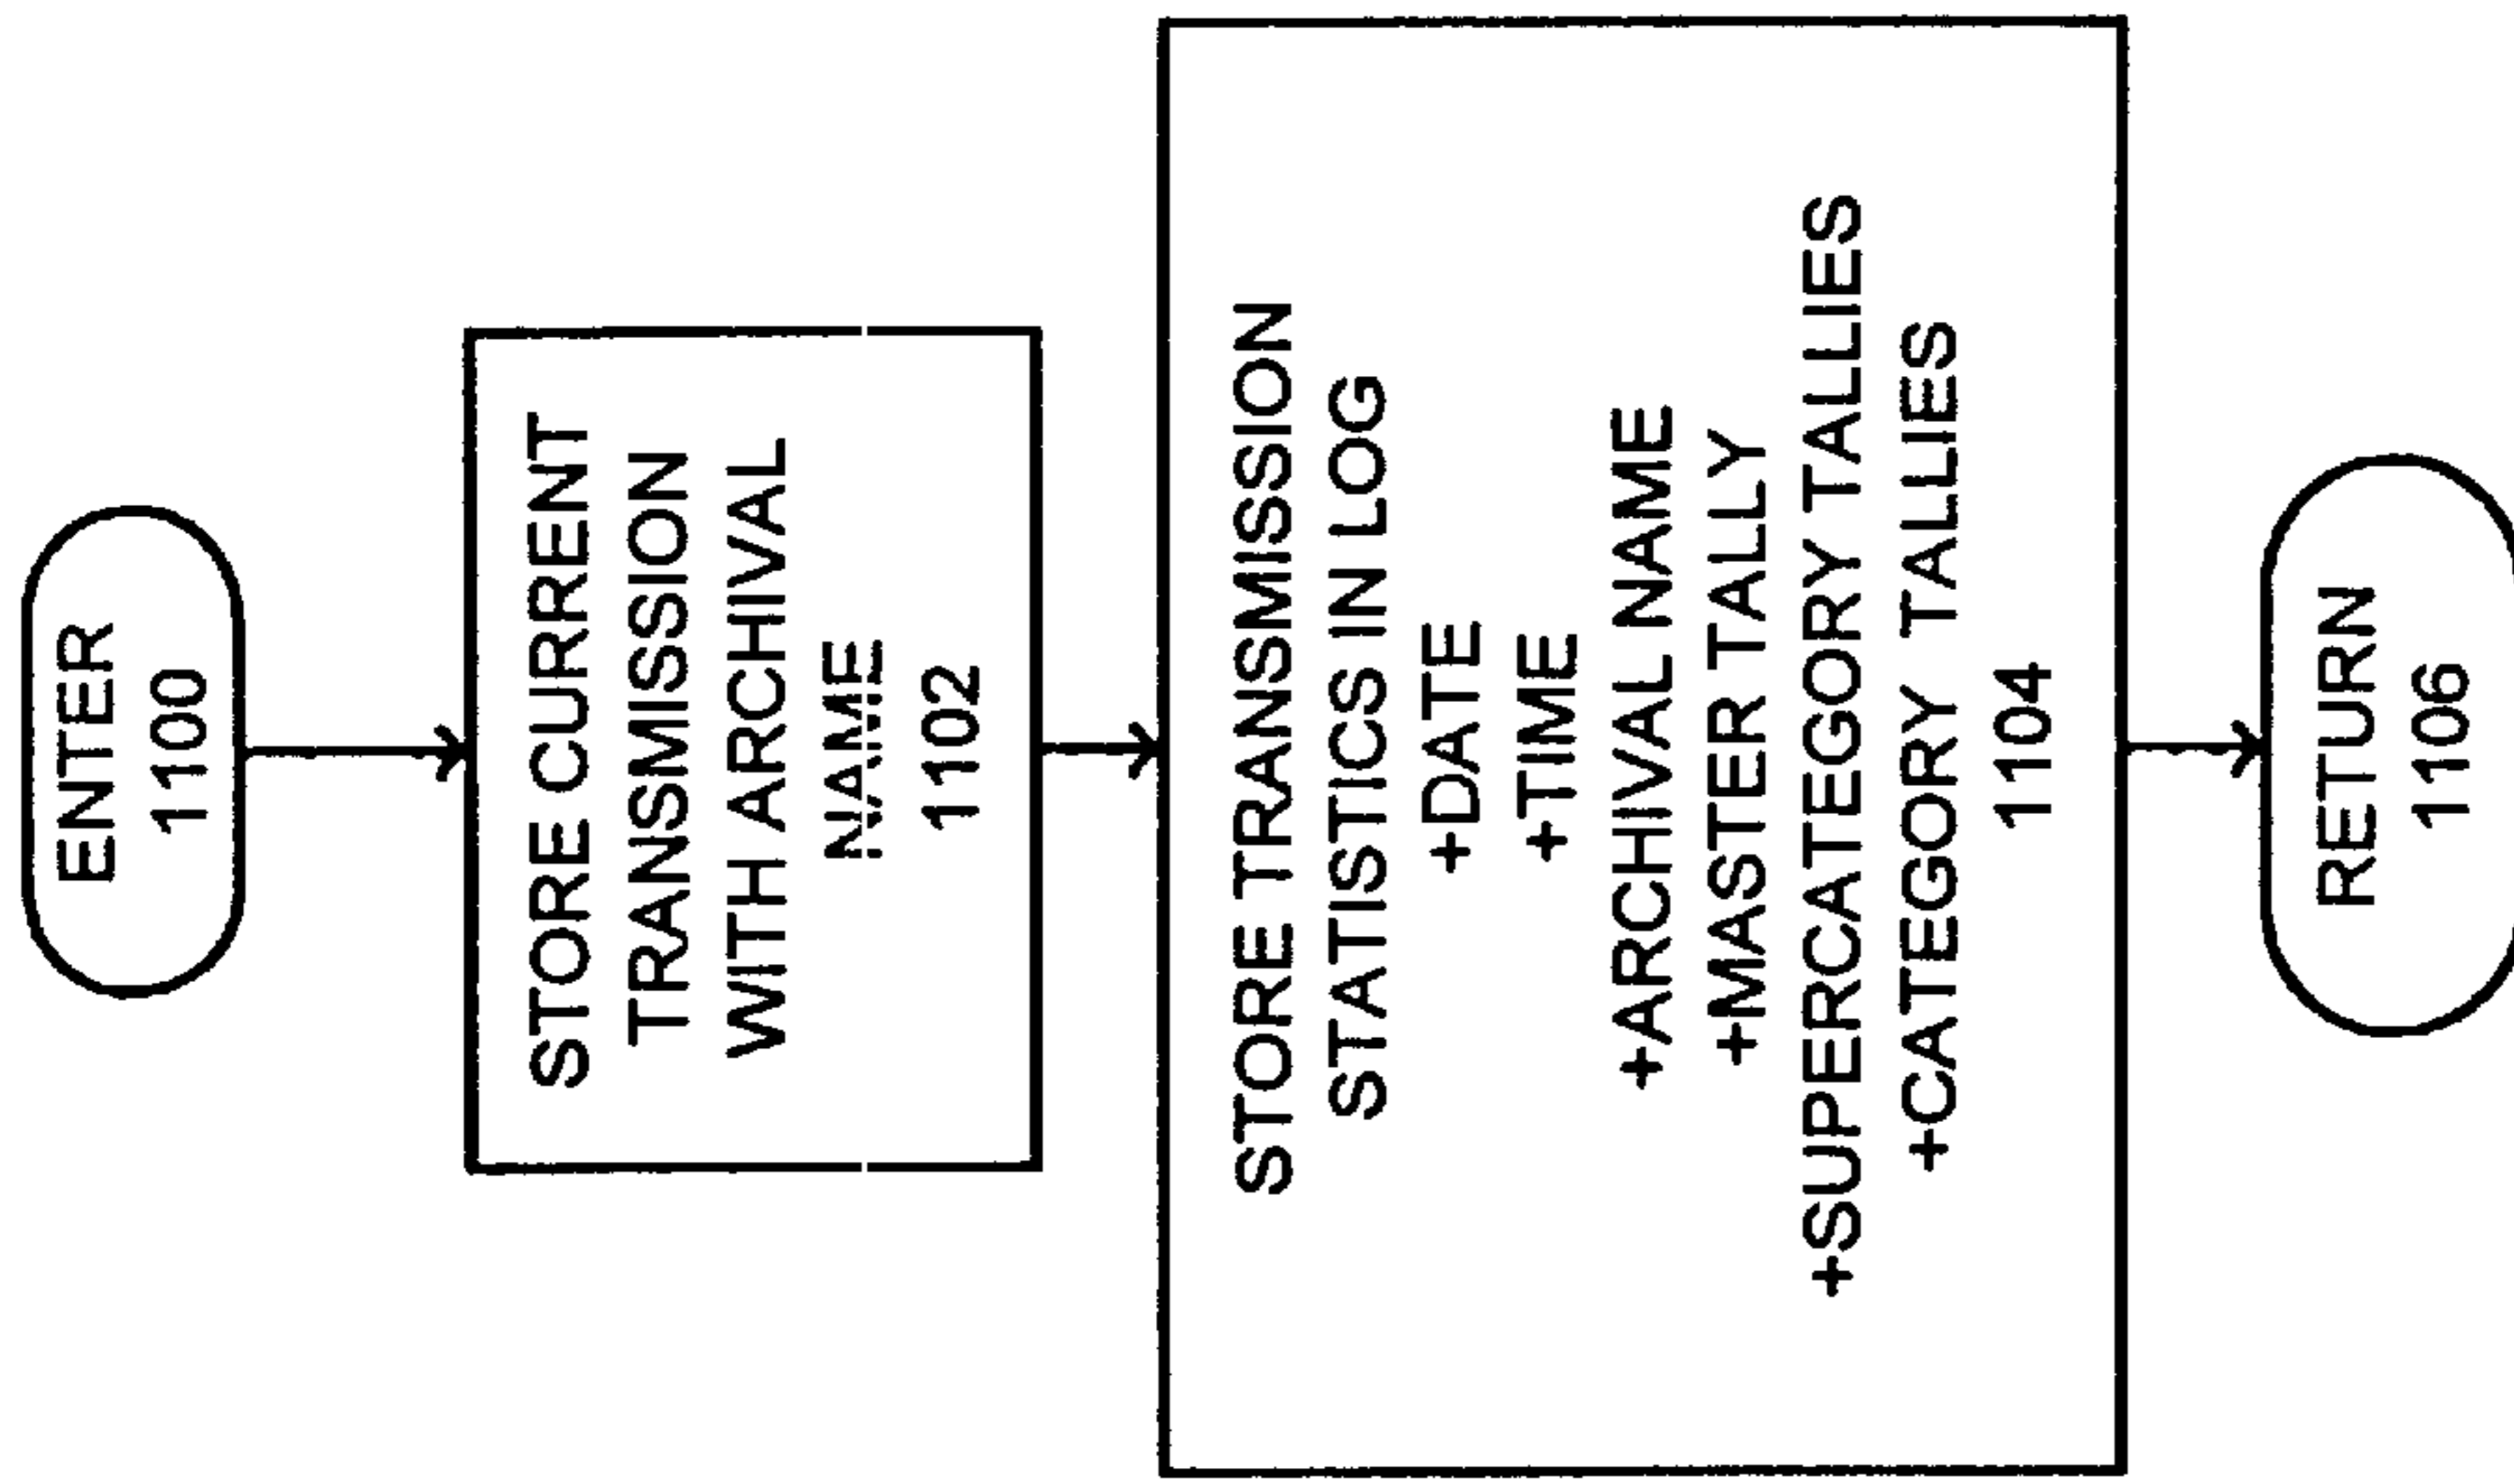 ENTER
1100
STORE CURRENT
TRANSMISSION
WITH ARCHIVAL
NAME
1102
STORE TRANSMISSION
STATISTICS IN LOG
+DATE
+TIME
+ARCHIVAL NAME
+MASTER TALLY
+SUPERCATEGORY TALLIES
+CATEGORY TALLIES
1104
RETURN
1106